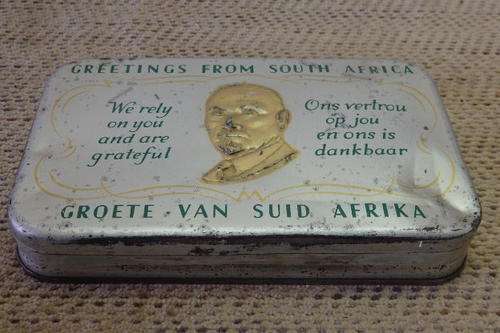 GREETINGS FROM SOUTH AFRICA
We rely
on you
and are
grateful
Ons vertrou
op jou
en ons is
dankbaar
GROETE VAN SUID AFRIKA